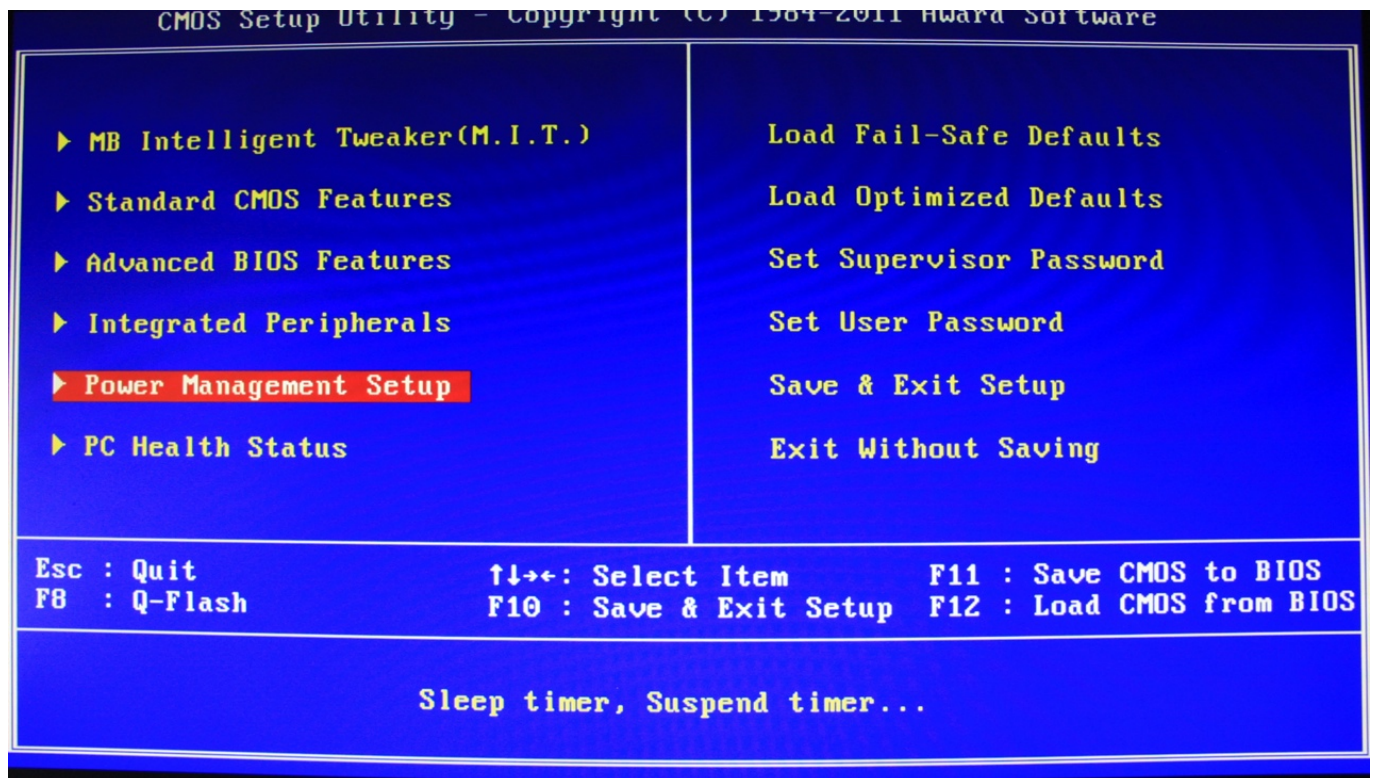 CMOS Setup Utility - Copyright (C) 1984-2011 Award Software
▶ MB Intelligent Tweaker(M.I.T.)
▶ Standard CMOS Features
▶ Advanced BIOS Features
▶ Integrated Peripherals
▶ Power Management Setup
▶ PC Health Status
Load Fail-Safe Defaults
Load Optimized Defaults
Set Supervisor Password
Set User Password
Save & Exit Setup
Exit Without Saving
Esc : Quit
F8 : Q-Flash
↑↓→←: Select Item
F10 : Save & Exit Setup
F11 : Save CMOS to BIOS
F12 : Load CMOS from BIOS
Sleep timer, Suspend timer...